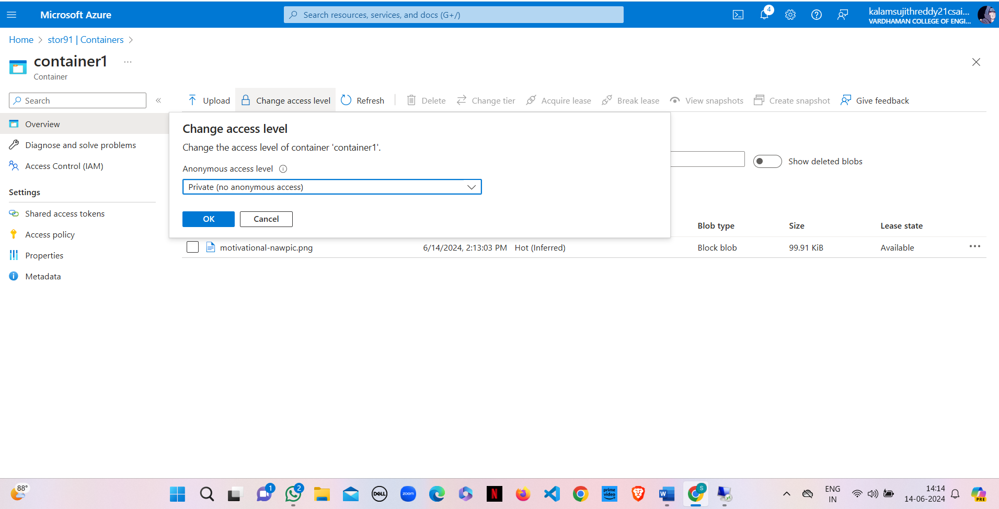 Microsoft Azure
Search resources, services, and docs (G+/)
4
kalamsujithreddy21csai...
VARDHAMAN COLLEGE OF ENGI...
Home > stor91 | Containers >
container1 ...
Container
Search
«
Upload
Change access level
Refresh
Delete
Change tier
Acquire lease
Break lease
View snapshots
Create snapshot
Give feedback
Overview
Diagnose and solve problems
Access Control (IAM)
Settings
Shared access tokens
Access policy
Properties
Metadata
Change access level
Change the access level of container 'container1'.
Anonymous access level
Private (no anonymous access)
OK
Cancel
Show deleted blobs
Blob type
Size
Lease state
motivational-nawpic.png
6/14/2024, 2:13:03 PM
Hot (Inferred)
Block blob
99.91 KiB
Available
88°
1
2
DELL
zoom
N
prime video
W
S
ENG
IN
14:14
14-06-2024
PRE